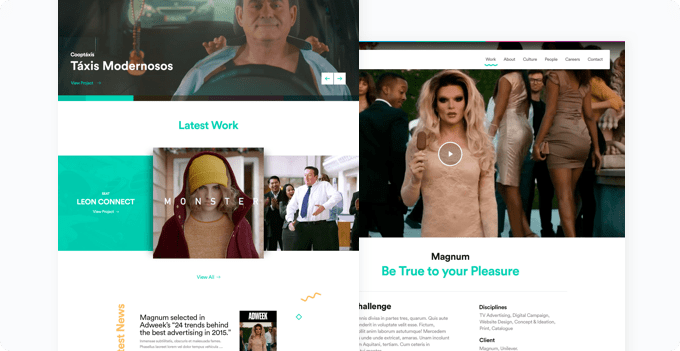 Cooptáxis
Táxis Modernosos
View Project →
Latest Work
SEAT
LEON CONNECT
View Project →
MONSTER
View All →
Latest News
Magnum selected in
Adweek's "24 trends behind
the best advertising in 2015."
ADWEEK
Work About Culture People Careers Contact
Magnum
Be True to your Pleasure
hallenge
Disciplines
TV Advertising, Digital Campaign,
Website Design, Concept & Ideation,
Print, Catalogue.
Client
Magnum, Unilever.